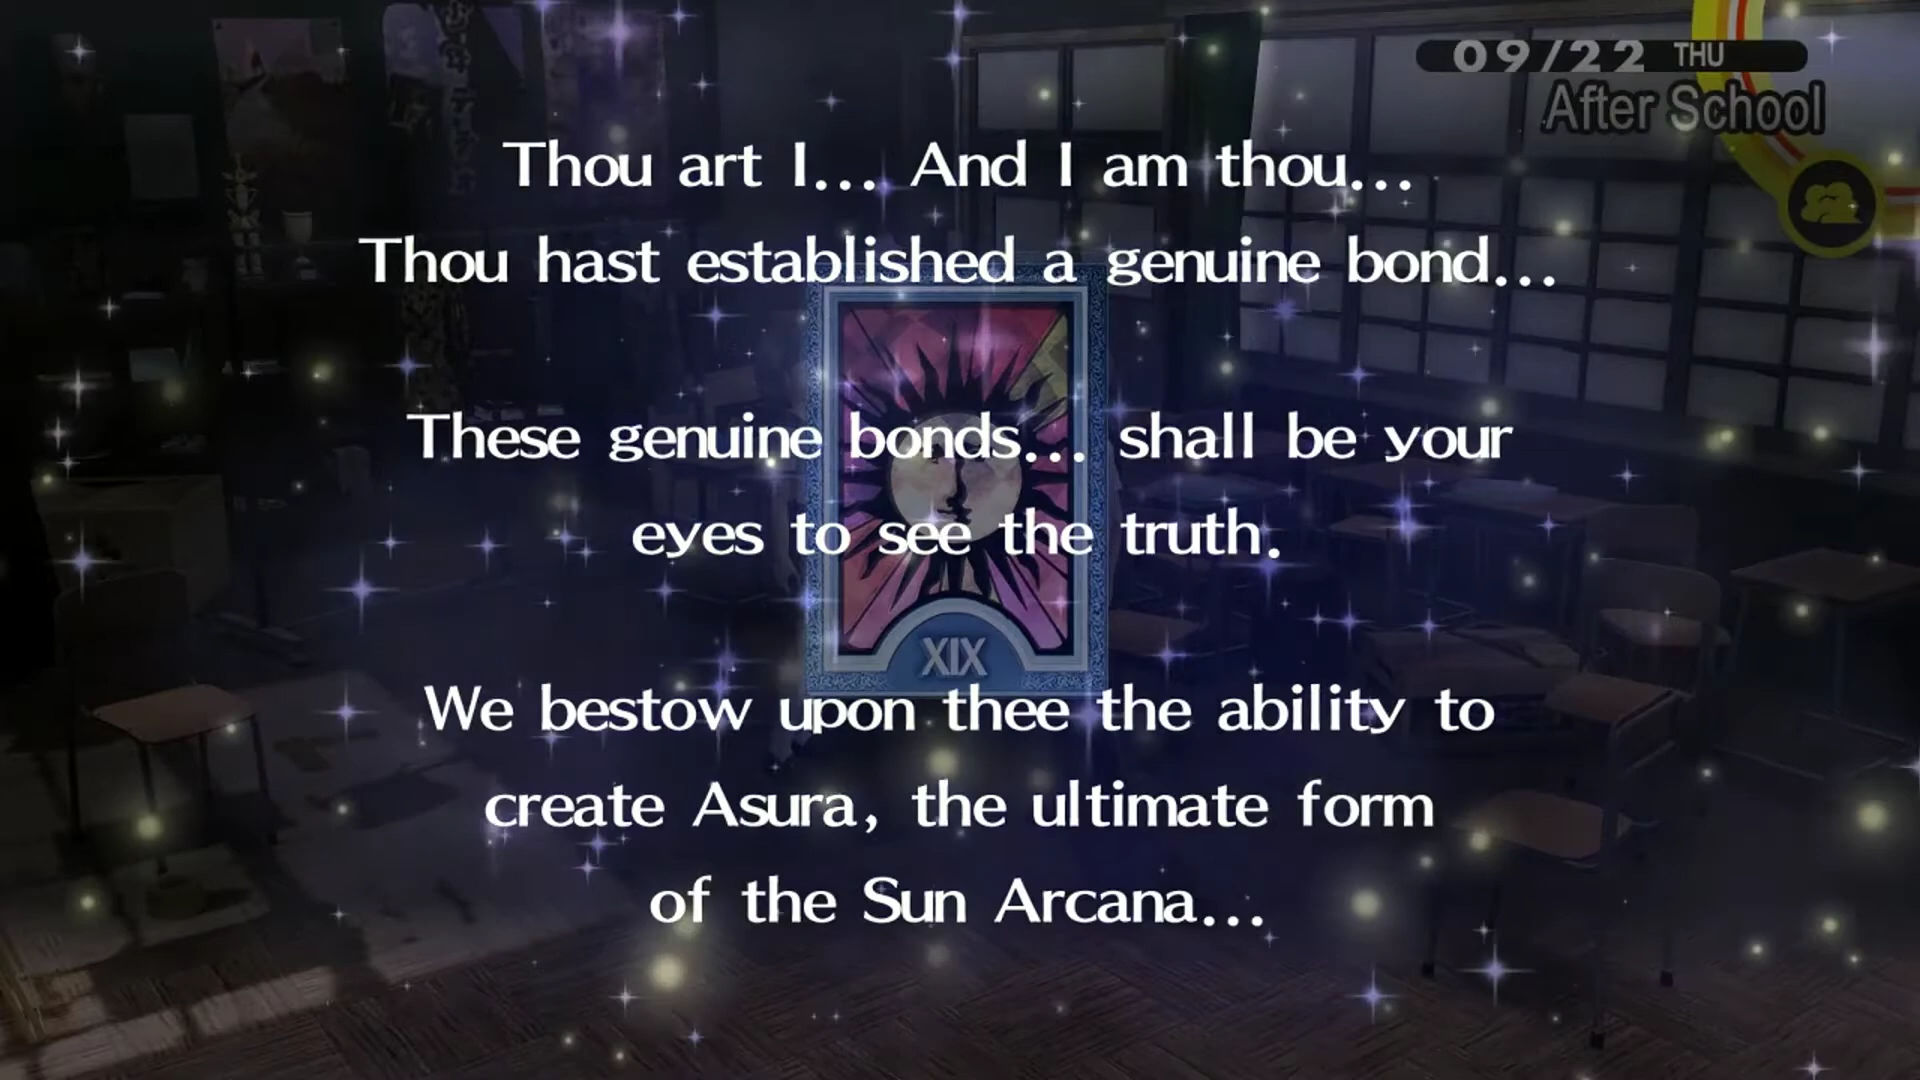 09/22 THU
After School
Thou art I... And I am thou...
Thou hast established a genuine bond...
These genuine bonds... shall be your
eyes to see the truth.
XIX
We bestow upon thee the ability to
create Asura, the ultimate form
of the Sun Arcana...